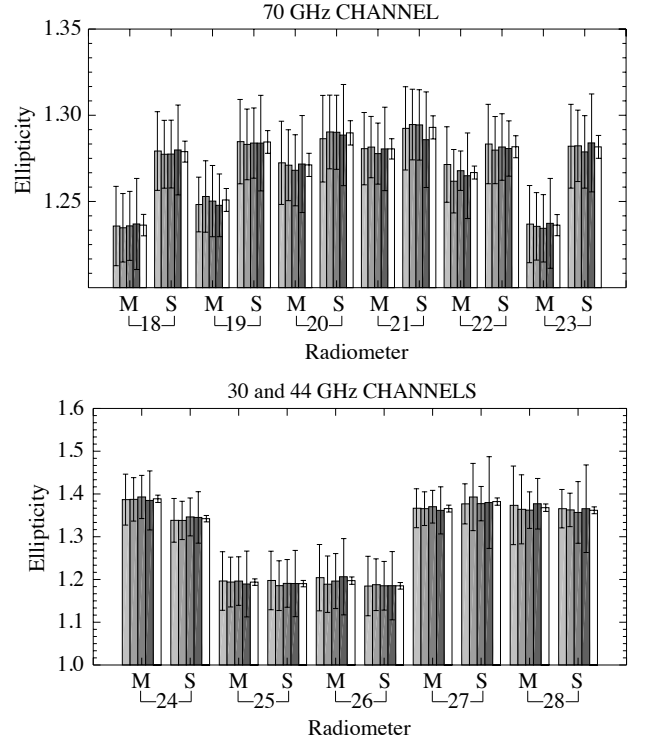 70 GHz CHANNEL
1.35
1.30
1.25
Ellipticity
M S M S M S M S M S M S
18 19 20 21 22 23
Radiometer
30 and 44 GHz CHANNELS
1.6
1.5
1.4
1.3
1.2
1.1
1.0
Ellipticity
M S M S M S M S M S
24 25 26 27 28
Radiometer